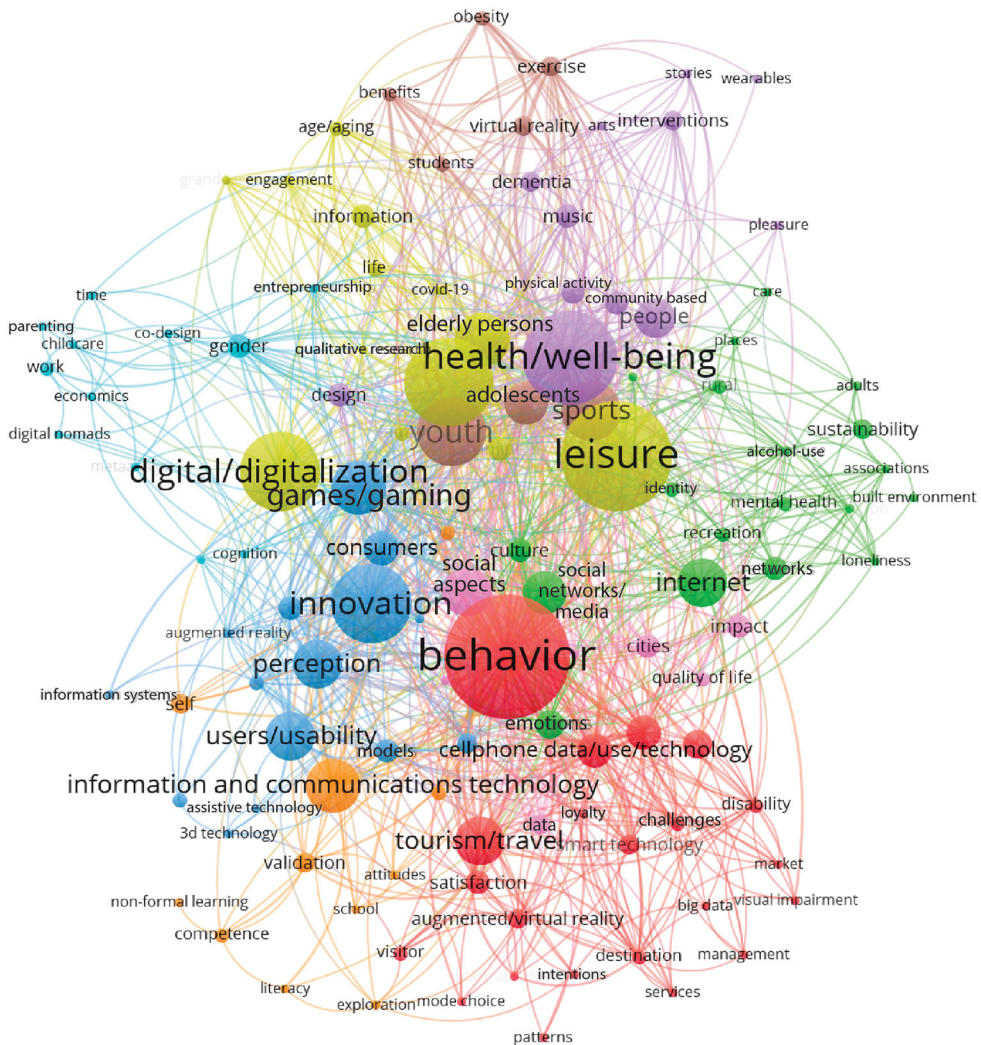 obesity
exercise
stories
wearables
benefits
age/aging
virtual reality
arts
interventions
students
grand
engagement
dementia
information
music
pleasure
life
physical activity
entrepreneurship
covid-19
community based
care
time
people
parenting
co-design
elderly persons
childcare
gender
qualitative research
health/well-being
places
work
economics
design
adolescents
sports
rural
adults
digital nomads
youth
leisure
sustainability
digital/digitalization
alcohol-use
associations
games/gaming
identity
mental health
built environment
consumers
culture
recreation
cognition
social
aspects
social
networks/
media
internet
networks
loneliness
innovation
augmented reality
behavior
impact
perception
cities
information systems
self
quality of life
users/usability
emotions
models
cellphone data/use/technology
information and communications technology
assistive technology
loyalty
disability
3d technology
data
challenges
tourism/travel
smart technology
validation
market
attitudes
satisfaction
non-formal learning
school
augmented/virtual reality
big data
visual impairment
competence
visitor
destination
management
intentions
literacy
exploration
mode choice
services
patterns